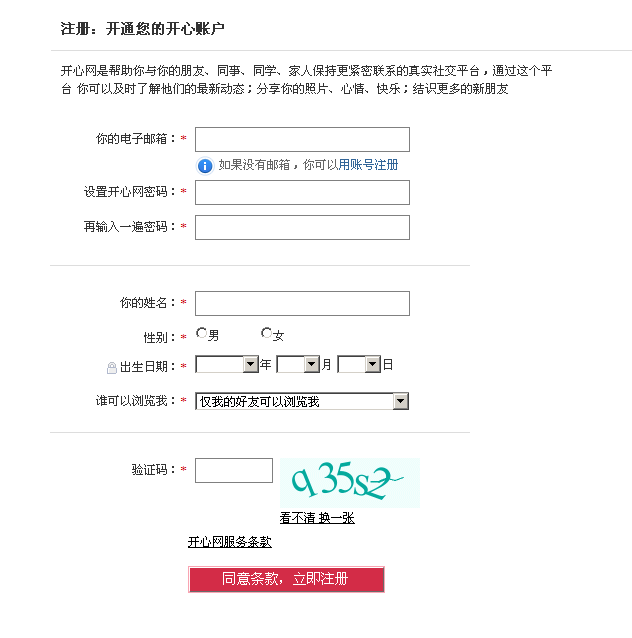 注册：开通您的开心账户
开心网是帮助你与你的朋友、同事、同学、家人保持更紧密联系的真实社交平台，通过这个平
台 你可以及时了解他们的最新动态；分享你的照片、心情、快乐；结识更多的新朋友
你的电子邮箱：*
如果没有邮箱，你可以用账号注册
设置开心网密码：*
再输入一遍密码：*
你的姓名：*
性别：* 男 女
出生日期：* 年 月 日
谁可以浏览我：* 仅我的好友可以浏览我
验证码：* q35s2
看不清 换一张
开心网服务条款
同意条款，立即注册